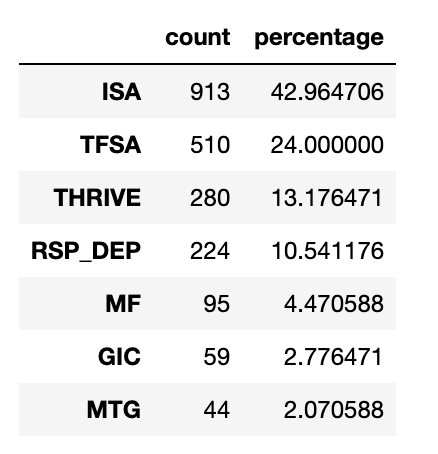 count percentage
ISA 913 42.964706
TFSA 510 24.000000
THRIVE 280 13.176471
RSP_DEP 224 10.541176
MF 95 4.470588
GIC 59 2.776471
MTG 44 2.070588